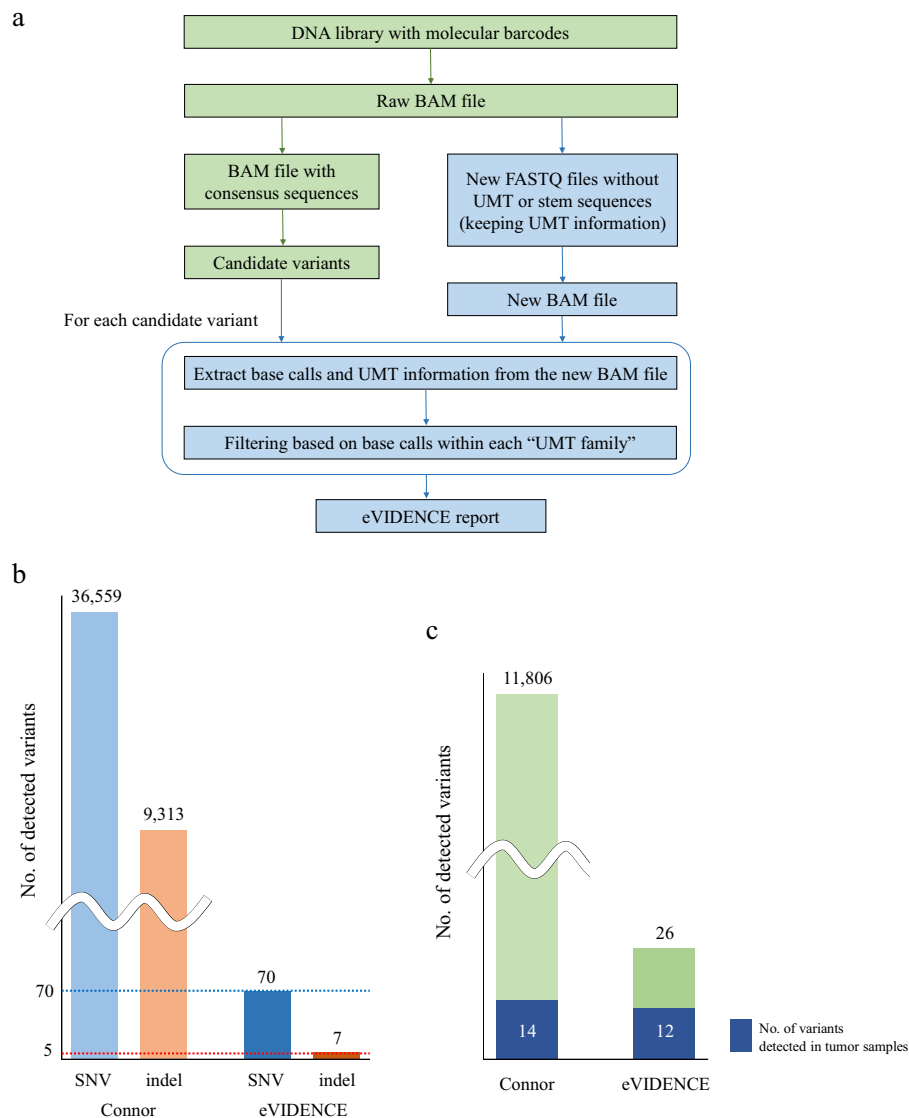 a
DNA library with molecular barcodes
Raw BAM file
BAM file with
consensus sequences
New FASTQ files without
UMT or stem sequences
(keeping UMT information)
Candidate variants
New BAM file
For each candidate variant
Extract base calls and UMT information from the new BAM file
Filtering based on base calls within each “UMT family”
eVIDENCE report
b
No. of detected variants
36,559
9,313
70
70
5
7
SNV indel SNV indel
Connor eVIDENCE
c
No. of detected variants
11,806
26
14
12
Connor eVIDENCE
No. of variants
detected in tumor samples